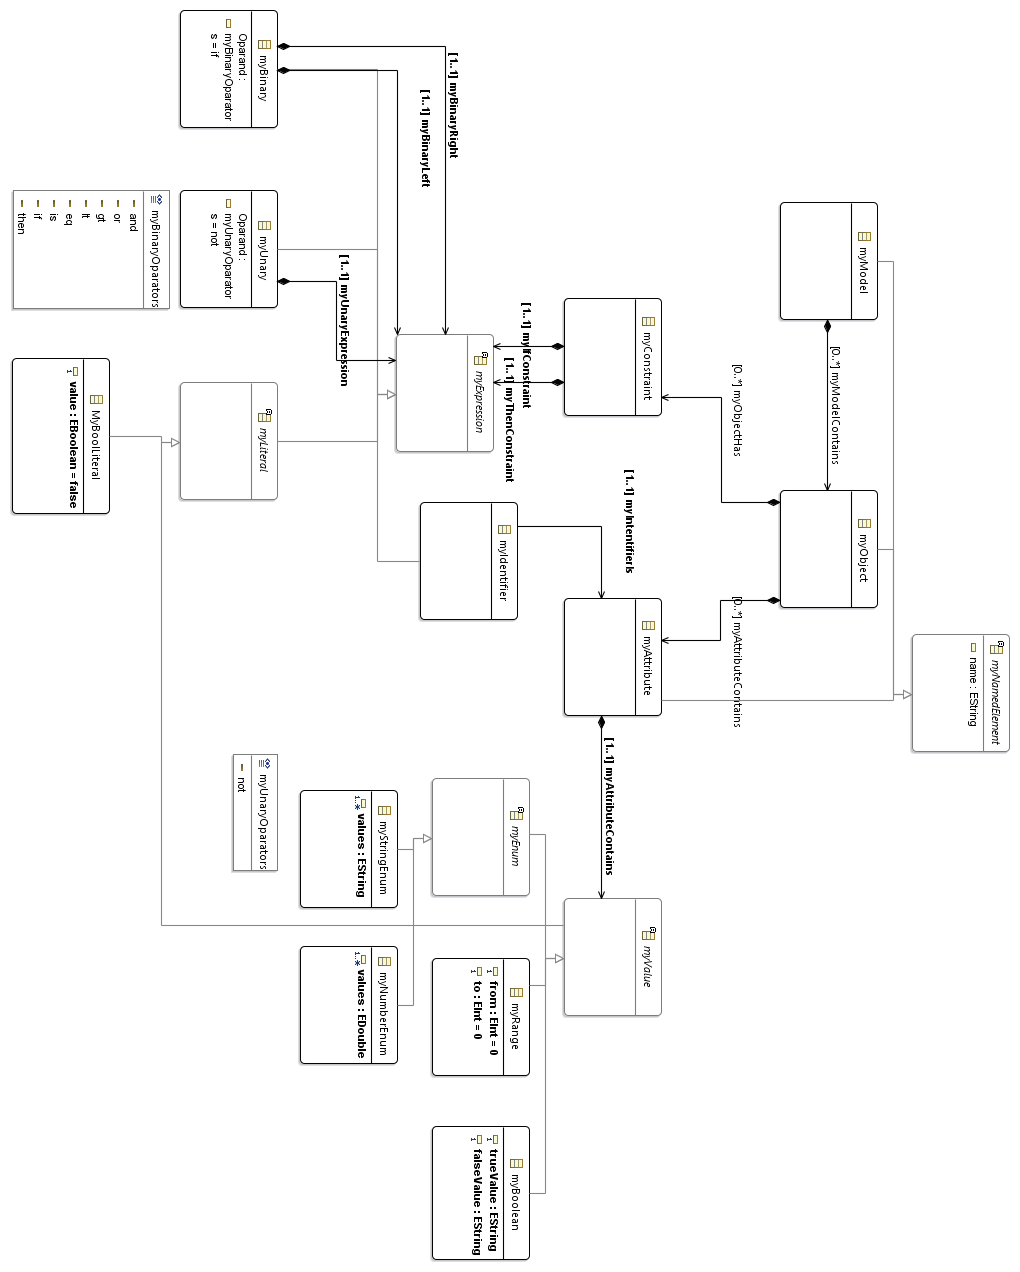 myNamedElement
name : EString
myModel
myObject
[0..*] myModelContains
[0..*] myObjectHas
[0..*] myAttributeContains
myConstraint
myAttribute
myValue
[1..1] myIntentifierIs
[1..1] myAttributeContains
[1..1] myIfConstraint
[1..1] myThenConstraint
myExpression
myIdentifier
myEnum
myRange
from : EInt = 0
to : EInt = 0
myBoolean
trueValue : EString
falseValue : EString
[1..1] myBinaryRight
[1..1] myBinaryLeft
[1..1] myUnaryExpression
myStringEnum
values : EString
myNumberEnum
values : EDouble
myBinary
Oparand :
myBinaryOparator
s = if
myUnary
Oparand :
myUnaryOparator
s = not
myLiteral
myUnaryOparators
not
myBinaryOparators
and
or
gt
lt
eq
is
if
then
MyBoolLiteral
value : EBoolean = false